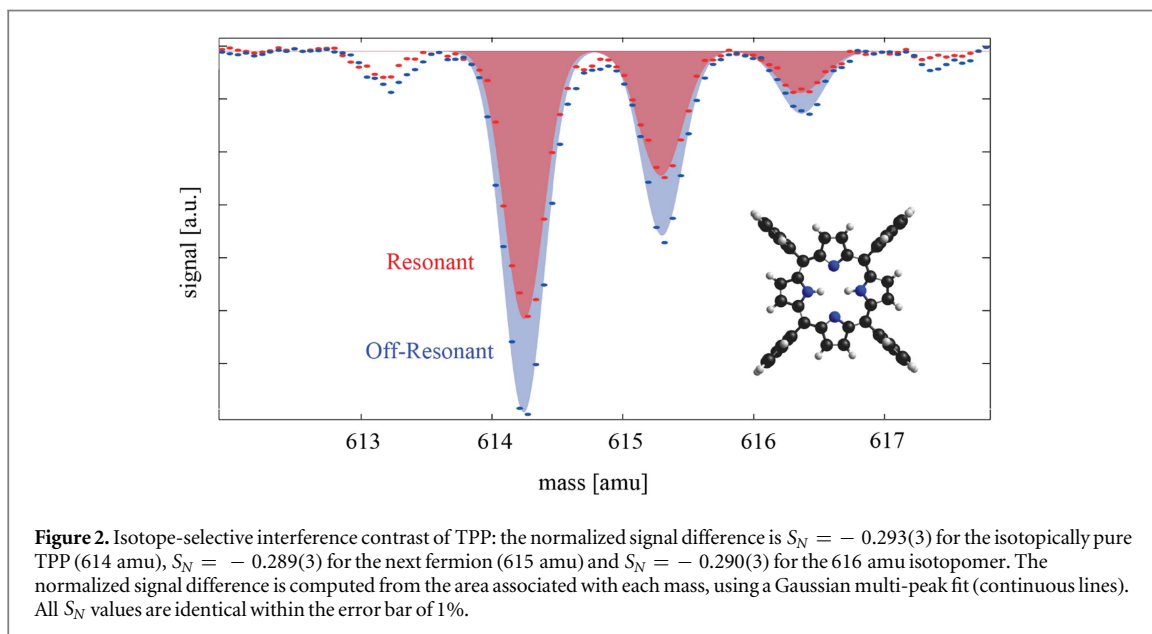 signal [a.u.]
Resonant
Off-Resonant
613 614 615 616 617
mass [amu]
Figure 2. Isotope-selective interference contrast of TPP: the normalized signal difference is S_N = − 0.293(3) for the isotopically pure
TPP (614 amu), S_N = − 0.289(3) for the next fermion (615 amu) and S_N = − 0.290(3) for the 616 amu isotopomer. The
normalized signal difference is computed from the area associated with each mass, using a Gaussian multi-peak fit (continuous lines).
All S_N values are identical within the error bar of 1%.